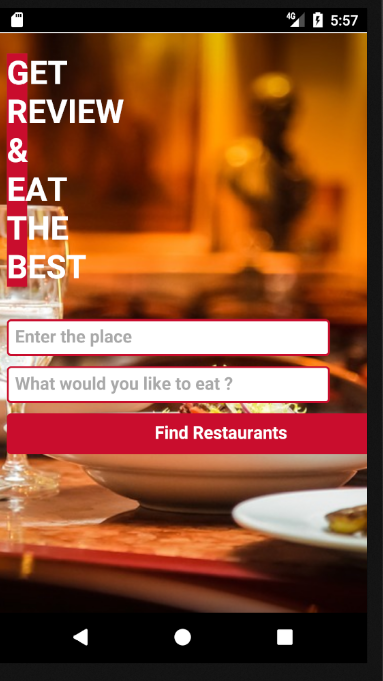 4G 5:57
GET
REVIEW
&
EAT
THE
BEST
Enter the place
What would you like to eat ?
Find Restaurants